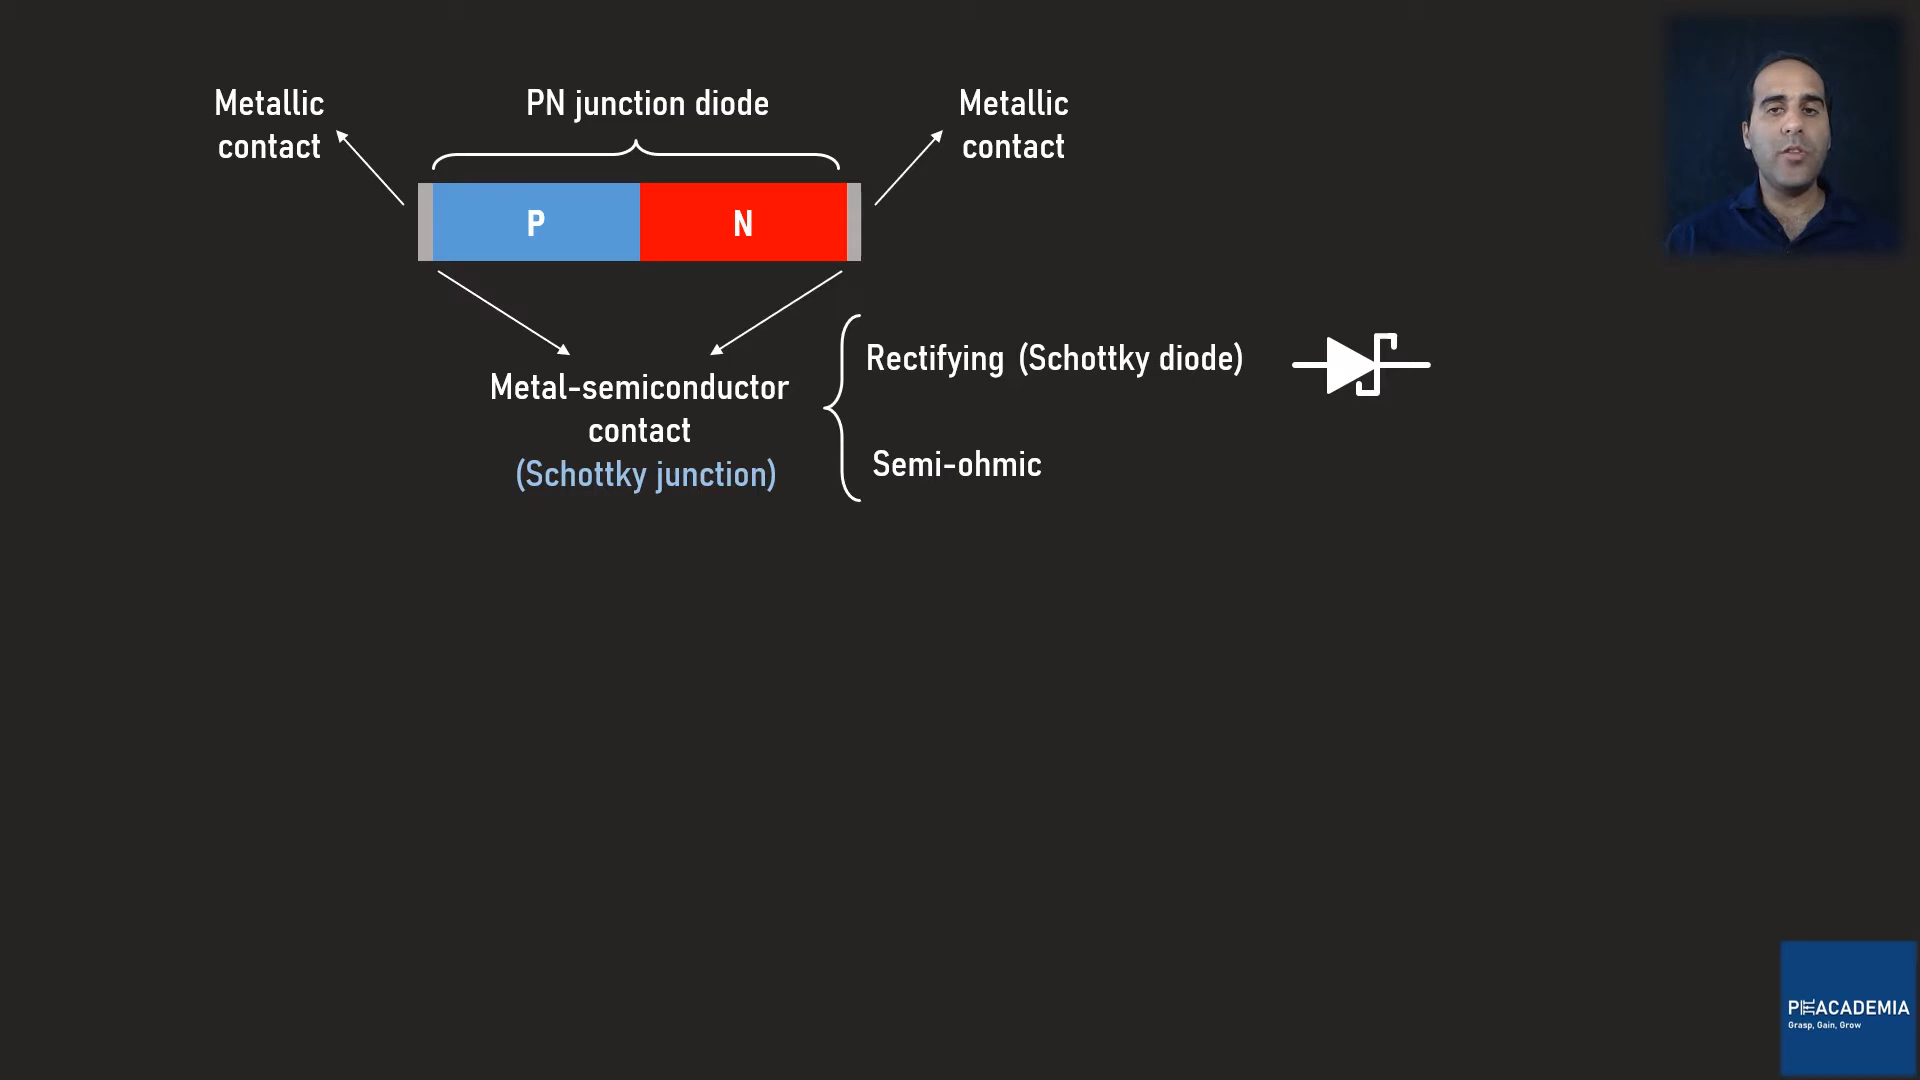 Metallic
contact
PN junction diode
Metallic
contact
P
N
Metal-semiconductor
contact
(Schottky junction)
Rectifying (Schottky diode)
Semi-ohmic
Grasp, Gain, Grow